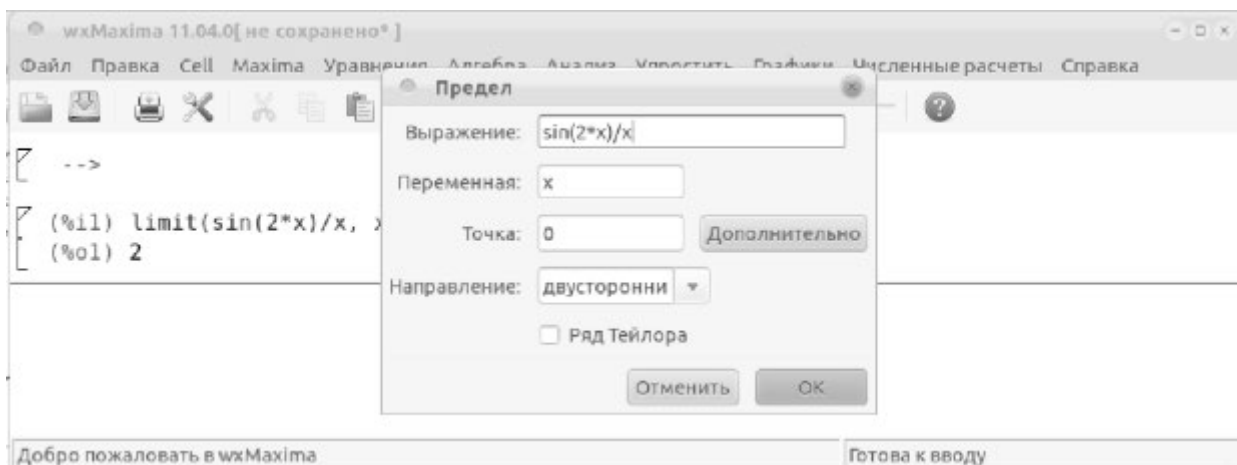 wxMaxima 11.04.0[ не сохранено* ]
Файл Правка Cell Maxima Уравнения Алгебра Анализ Упростить Графики Численные расчеты Справка
Предел
Выражение: sin(2*x)/x
-->
Переменная: x
(%i1) limit(sin(2*x)/x, x
Точка: 0 Дополнительно
(%o1) 2
Направление: двусторонни
Ряд Тейлора
Отменить OK
Добро пожаловать в wxMaxima Готова к вводу